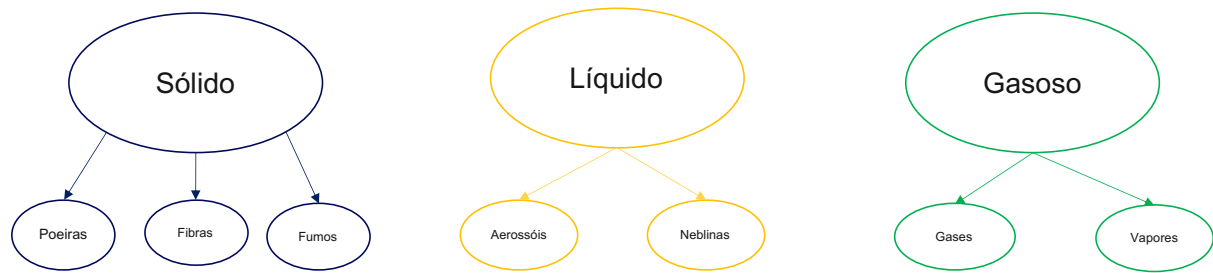 Sólido
Líquido
Gasoso
Poeiras
Fibras
Fumos
Aerossóis
Neblinas
Gases
Vapores